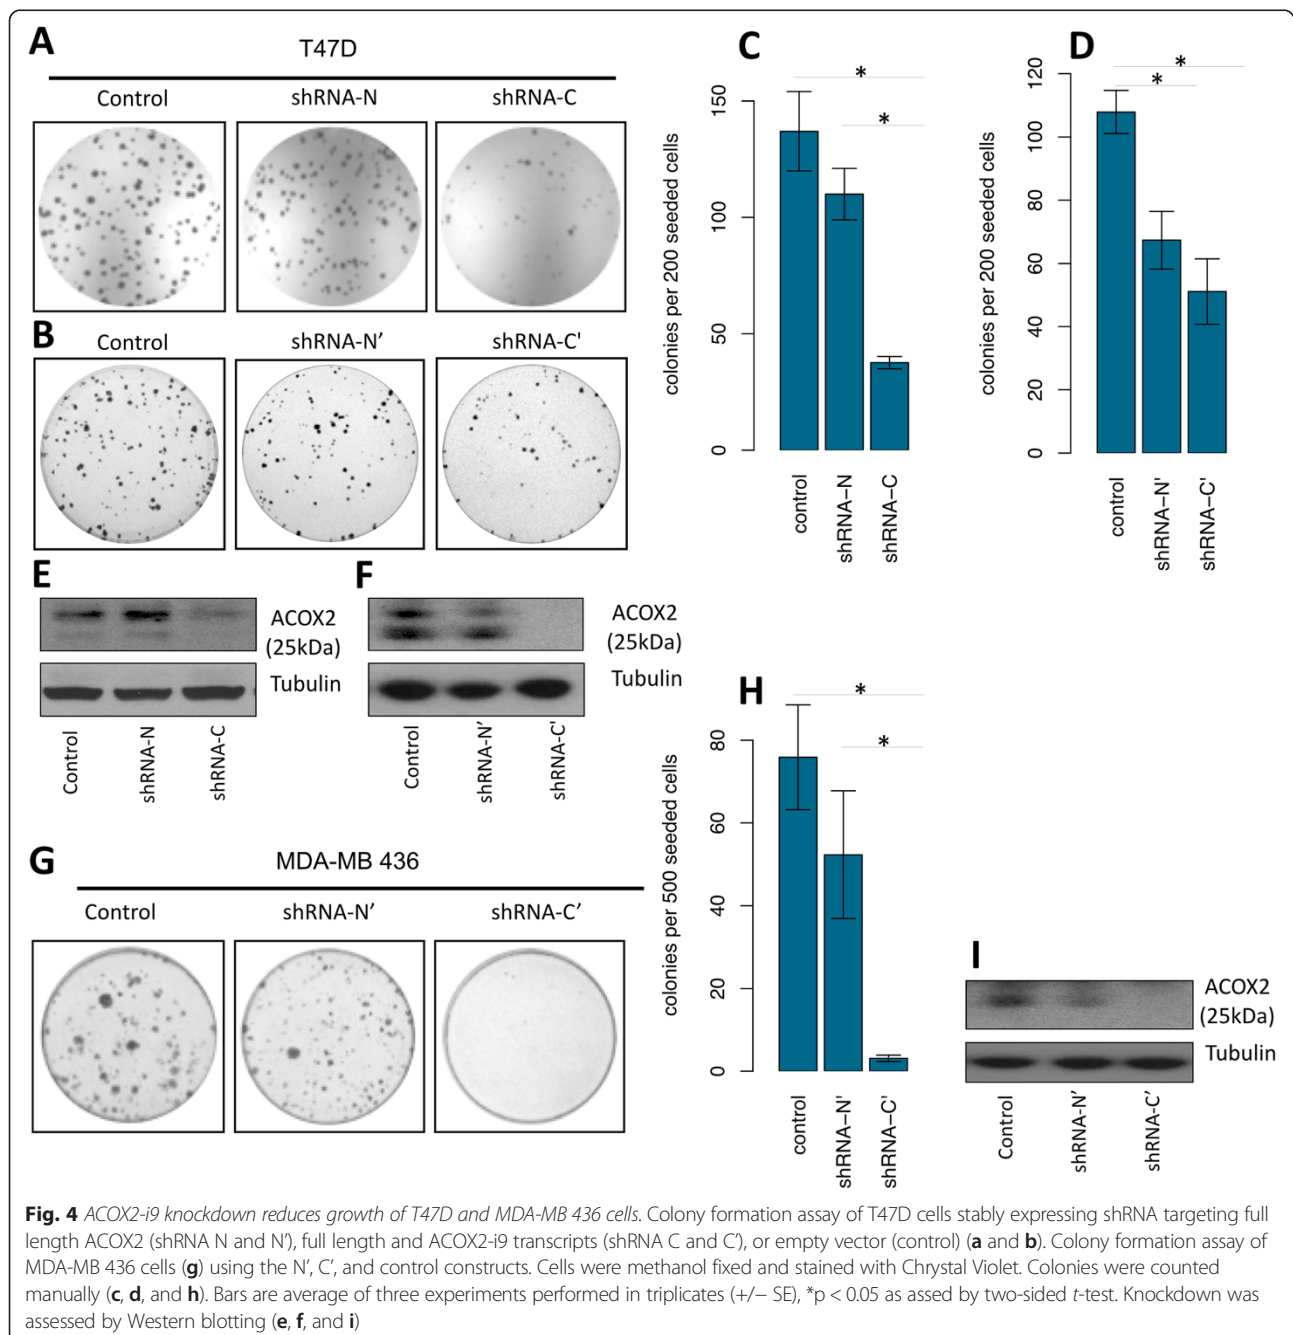 A
T47D
Control shRNA-N shRNA-C
B
Control shRNA-N' shRNA-C'
C
*
*
colonies per 200 seeded cells
150
100
50
0
control
shRNA–N
shRNA–C
D
*
*
colonies per 200 seeded cells
120
100
80
60
40
20
0
control
shRNA–N'
shRNA–C'
E
ACOX2
(25kDa)
Tubulin
Control
shRNA-N
shRNA-C
F
ACOX2
(25kDa)
Tubulin
Control
shRNA-N'
shRNA-C'
G
MDA-MB 436
Control shRNA-N' shRNA-C'
H
*
*
colonies per 500 seeded cells
80
60
40
20
0
control
shRNA–N'
shRNA–C'
I
ACOX2
(25kDa)
Tubulin
Control
shRNA-N'
shRNA-C'
Fig. 4 ACOX2-i9 knockdown reduces growth of T47D and MDA-MB 436 cells. Colony formation assay of T47D cells stably expressing shRNA targeting full
length ACOX2 (shRNA N and N'), full length and ACOX2-i9 transcripts (shRNA C and C'), or empty vector (control) (a and b). Colony formation assay of
MDA-MB 436 cells (g) using the N', C', and control constructs. Cells were methanol fixed and stained with Chrystal Violet. Colonies were counted
manually (c, d, and h). Bars are average of three experiments performed in triplicates (+/− SE), *p < 0.05 as assed by two-sided t-test. Knockdown was
assessed by Western blotting (e, f, and i)